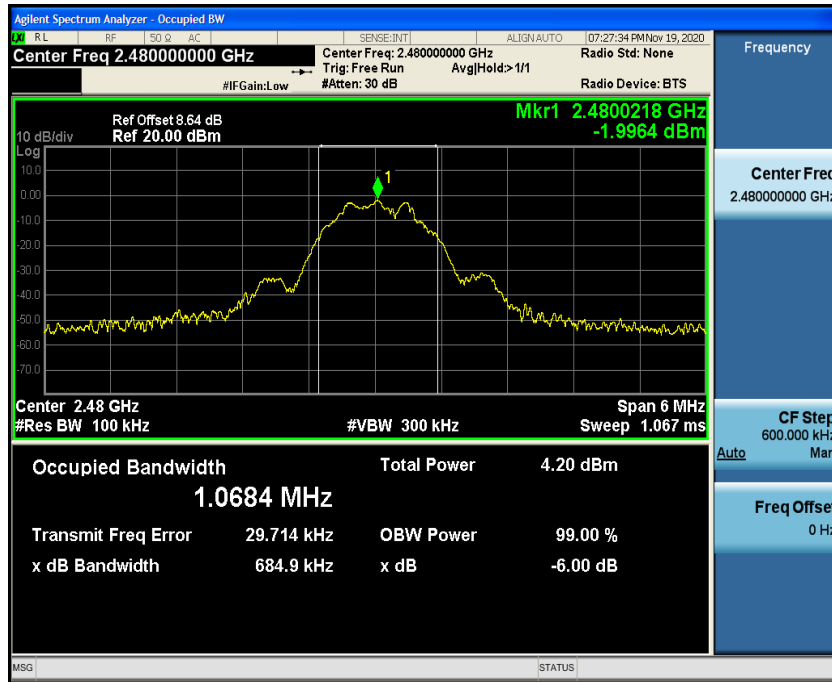 Agilent Spectrum Analyzer - Occupied BW
LXI RL RF 50 Ω AC SENSE:INT ALIGN AUTO 07:27:34 PM Nov 19, 2020
Center Freq 2.480000000 GHz Center Freq: 2.480000000 GHz Radio Std: None
Trig: Free Run Avg|Hold:>1/1
#IFGain:Low #Atten: 30 dB Radio Device: BTS
Mkr1 2.4800218 GHz
-1.9964 dBm
Ref Offset 8.64 dB
10 dB/div Ref 20.00 dBm
Log
10.0
1
0.00
-10.0
-20.0
-30.0
-40.0
-50.0
-60.0
-70.0
Center 2.48 GHz Span 6 MHz
#Res BW 100 kHz #VBW 300 kHz Sweep 1.067 ms
Occupied Bandwidth Total Power 4.20 dBm
1.0684 MHz
Transmit Freq Error 29.714 kHz OBW Power 99.00 %
x dB Bandwidth 684.9 kHz x dB -6.00 dB
MSG STATUS
Frequency
Center Freq
2.480000000 GHz
CF Step
600.000 kHz
Auto Man
Freq Offset
0 Hz